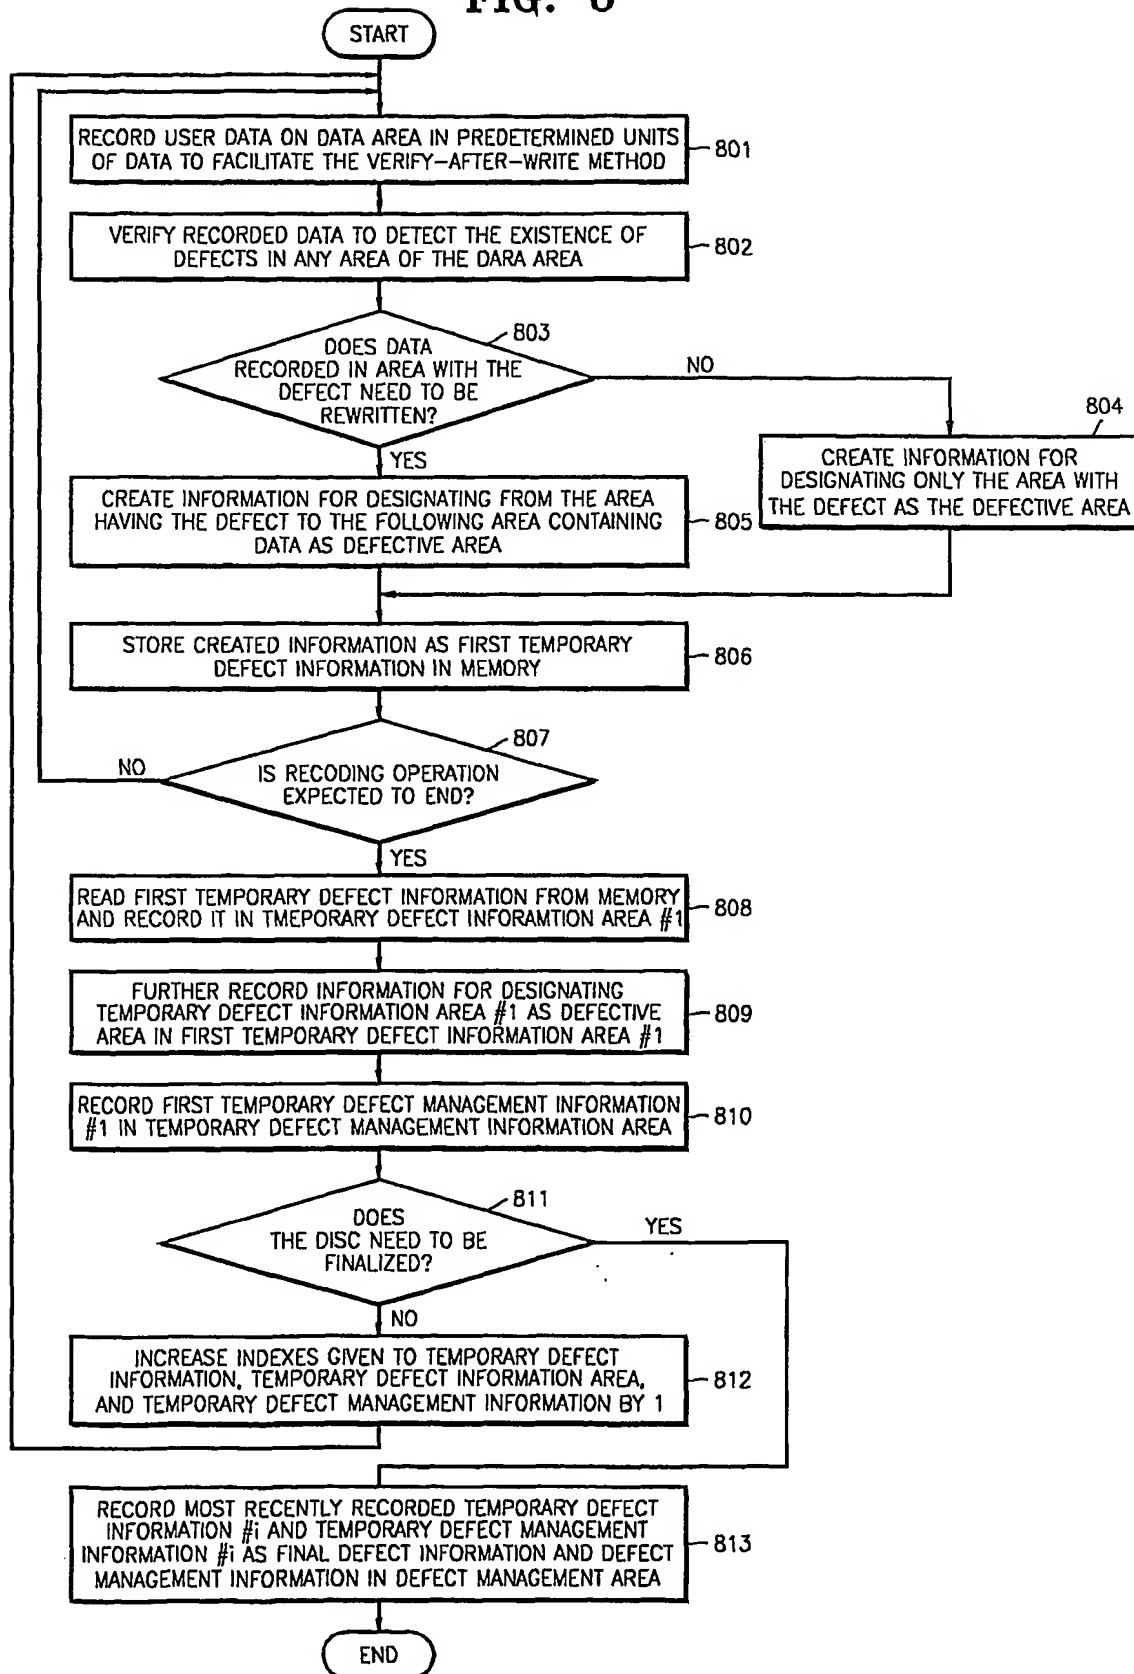 FIG. 8
START
RECORD USER DATA ON DATA AREA IN PREDETERMINED UNITS
OF DATA TO FACILITATE THE VERIFY-AFTER-WRITE METHOD
801
VERIFY RECORDED DATA TO DETECT THE EXISTENCE OF
DEFECTS IN ANY AREA OF THE DARA AREA
802
803
DOES DATA
RECORDED IN AREA WITH THE
DEFECT NEED TO BE
REWRITTEN?
NO
YES
804
CREATE INFORMATION FOR
DESIGNATING ONLY THE AREA WITH
THE DEFECT AS THE DEFECTIVE AREA
CREATE INFORMATION FOR DESIGNATING FROM THE AREA
HAVING THE DEFECT TO THE FOLLOWING AREA CONTAINING
DATA AS DEFECTIVE AREA
805
STORE CREATED INFORMATION AS FIRST TEMPORARY
DEFECT INFORMATION IN MEMORY
806
807
IS RECODING OPERATION
EXPECTED TO END?
NO
YES
READ FIRST TEMPORARY DEFECT INFORMATION FROM MEMORY
AND RECORD IT IN TMEPORARY DEFECT INFORAMTION AREA #1
808
FURTHER RECORD INFORMATION FOR DESIGNATING
TEMPORARY DEFECT INFORMATION AREA #1 AS DEFECTIVE
AREA IN FIRST TEMPORARY DEFECT INFORMATION AREA #1
809
RECORD FIRST TEMPORARY DEFECT MANAGEMENT INFORMATION
#1 IN TEMPORARY DEFECT MANAGEMENT INFORMATION AREA
810
811
DOES
THE DISC NEED TO BE
FINALIZED?
YES
NO
INCREASE INDEXES GIVEN TO TEMPORARY DEFECT
INFORMATION, TEMPORARY DEFECT INFORMATION AREA,
AND TEMPORARY DEFECT MANAGEMENT INFORMATION BY 1
812
RECORD MOST RECENTLY RECORDED TEMPORARY DEFECT
INFORMATION #i AND TEMPORARY DEFECT MANAGEMENT
INFORMATION #i AS FINAL DEFECT INFORMATION AND DEFECT
MANAGEMENT INFORMATION IN DEFECT MANAGEMENT AREA
813
END